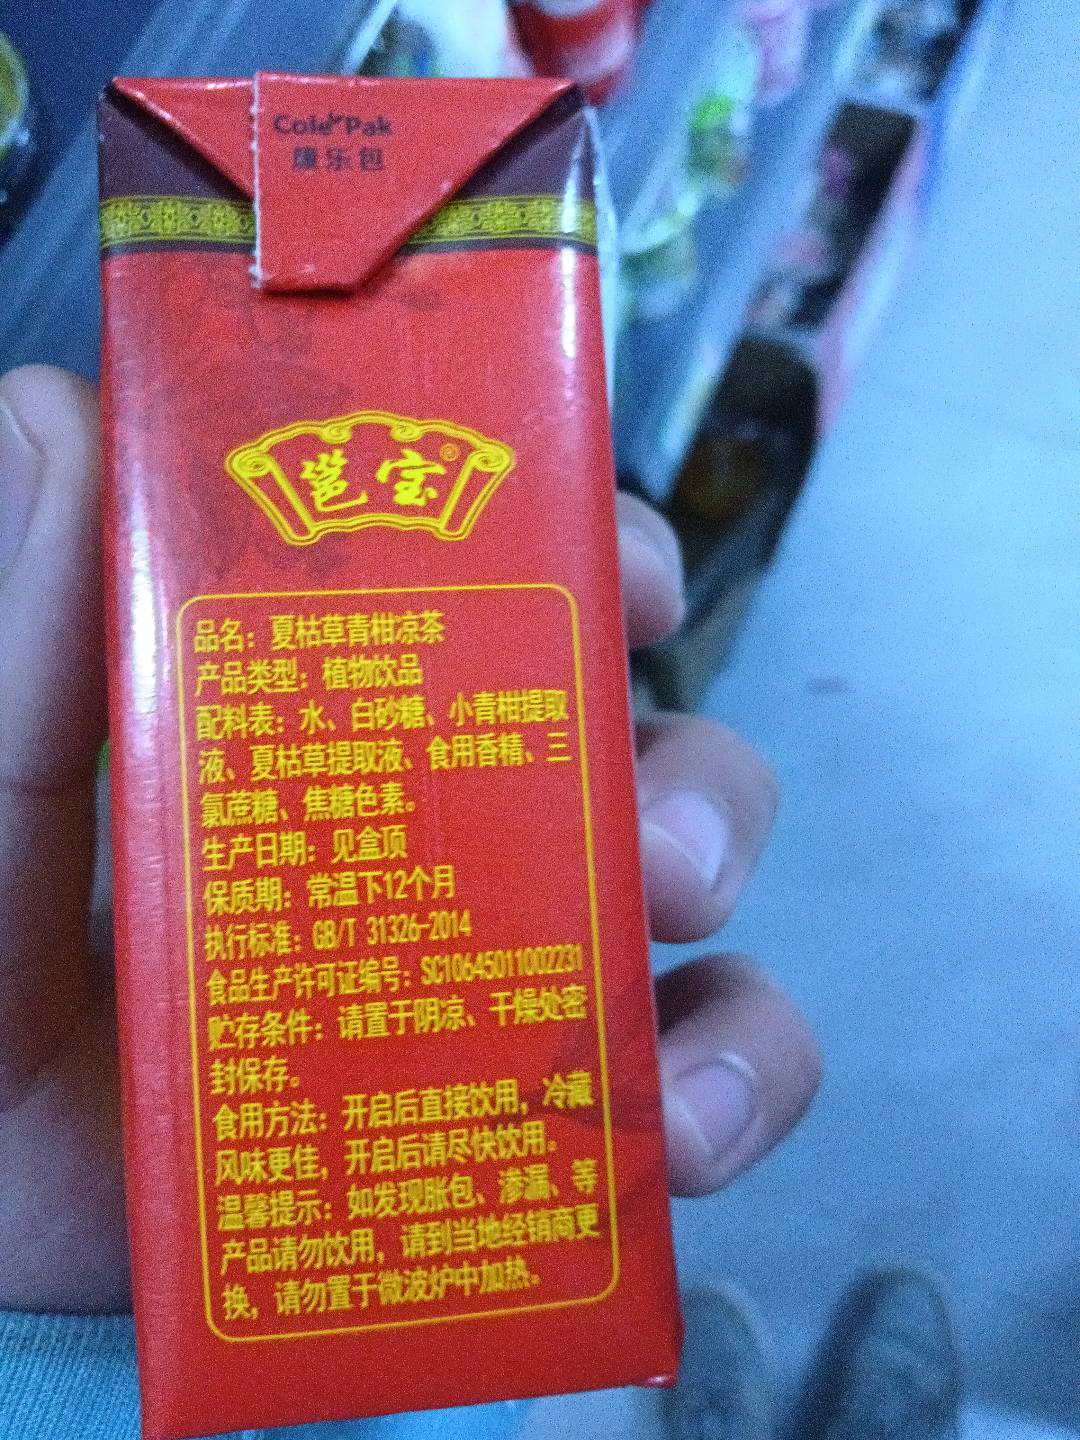 Cole Pak
康乐包
邕宝®
品名：夏枯草青柑凉茶
产品类型：植物饮品
配料表：水、白砂糖、小青柑提取
液、夏枯草提取液、食用香精、三
氯蔗糖、焦糖色素。
生产日期：见盒顶
保质期：常温下12个月
执行标准：GB/T 31326-2014
食品生产许可证编号：SC10645011002231
贮存条件：请置于阴凉、干燥处密
封保存。
食用方法：开启后直接饮用，冷藏
风味更佳，开启后请尽快饮用。
温馨提示：如发现胀包、渗漏、等
产品请勿饮用，请到当地经销商更
换，请勿置于微波炉中加热。